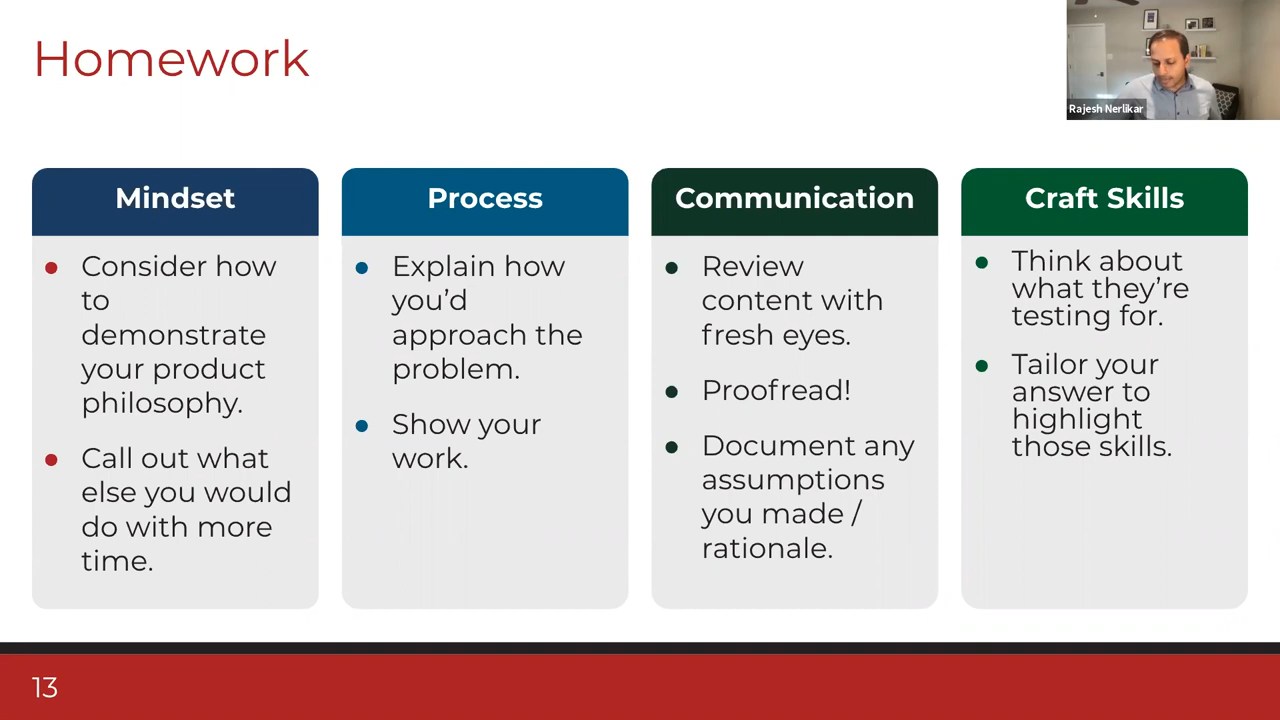 Homework
Rajesh Nerlikar
Mindset
Consider how
to
demonstrate
your product
philosophy.
Call out what
else you would
do with more
time.
Process
Explain how
you’d
approach the
problem.
Show your
work.
Communication
Review
content with
fresh eyes.
Proofread!
Document any
assumptions
you made /
rationale.
Craft Skills
Think about
what they’re
testing for.
Tailor your
answer to
highlight
those skills.
13